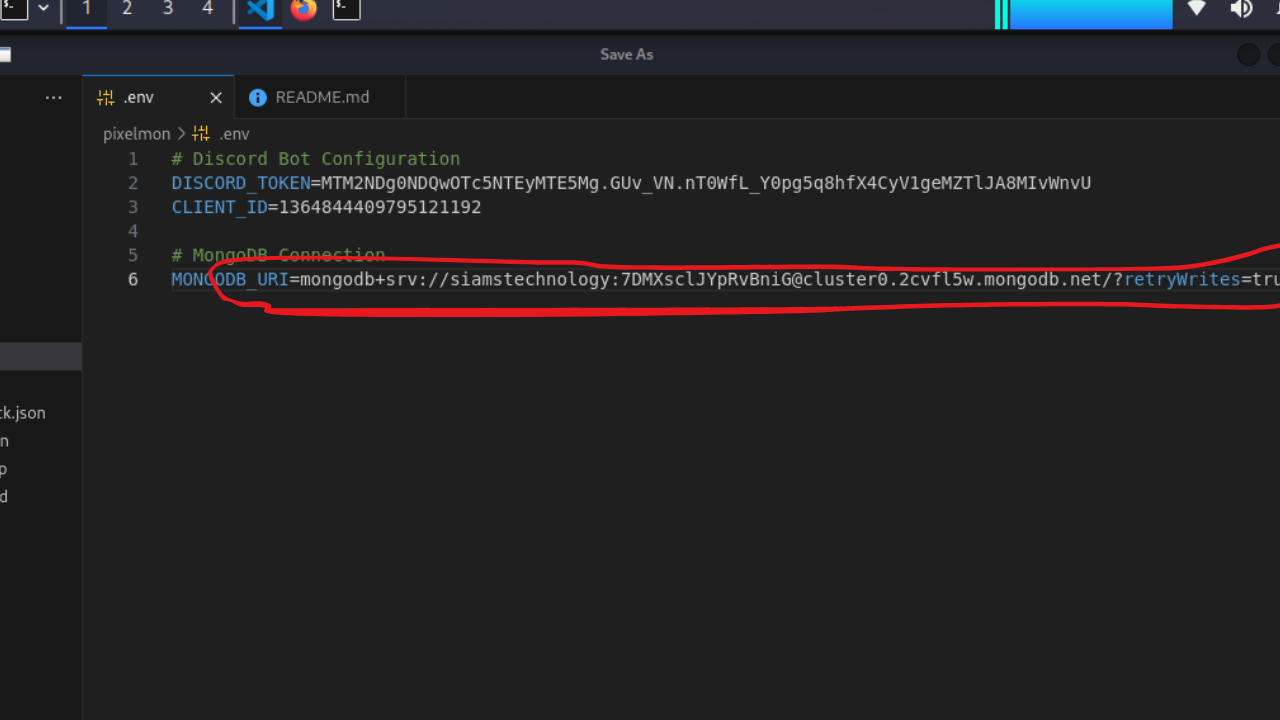 1 2 3 4
Save As
... .env × README.md
pixelmon > .env
1 # Discord Bot Configuration
2 DISCORD_TOKEN=MTM2NDg0NDQwOTc5NTEyMTE5Mg.GUv_VN.nT0WfL_Y0pg5q8hfX4CyV1geMZTlJA8MIvWnvU
3 CLIENT_ID=1364844409795121192
4
5 # MongoDB Connection
6 MONGODB_URI=mongodb+srv://siamstechnology:7DMXsclJYpRvBniG@cluster0.2cvfl5w.mongodb.net/?retryWrites=tru
ck.json
n
p
d